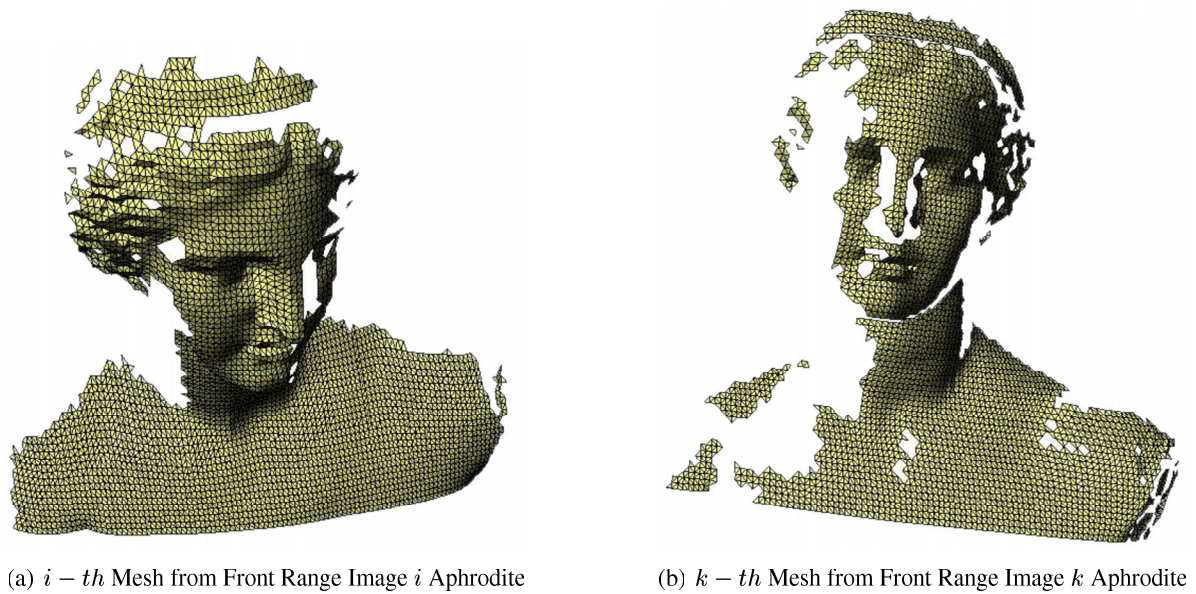 (a) i − th Mesh from Front Range Image i Aphrodite
(b) k − th Mesh from Front Range Image k Aphrodite